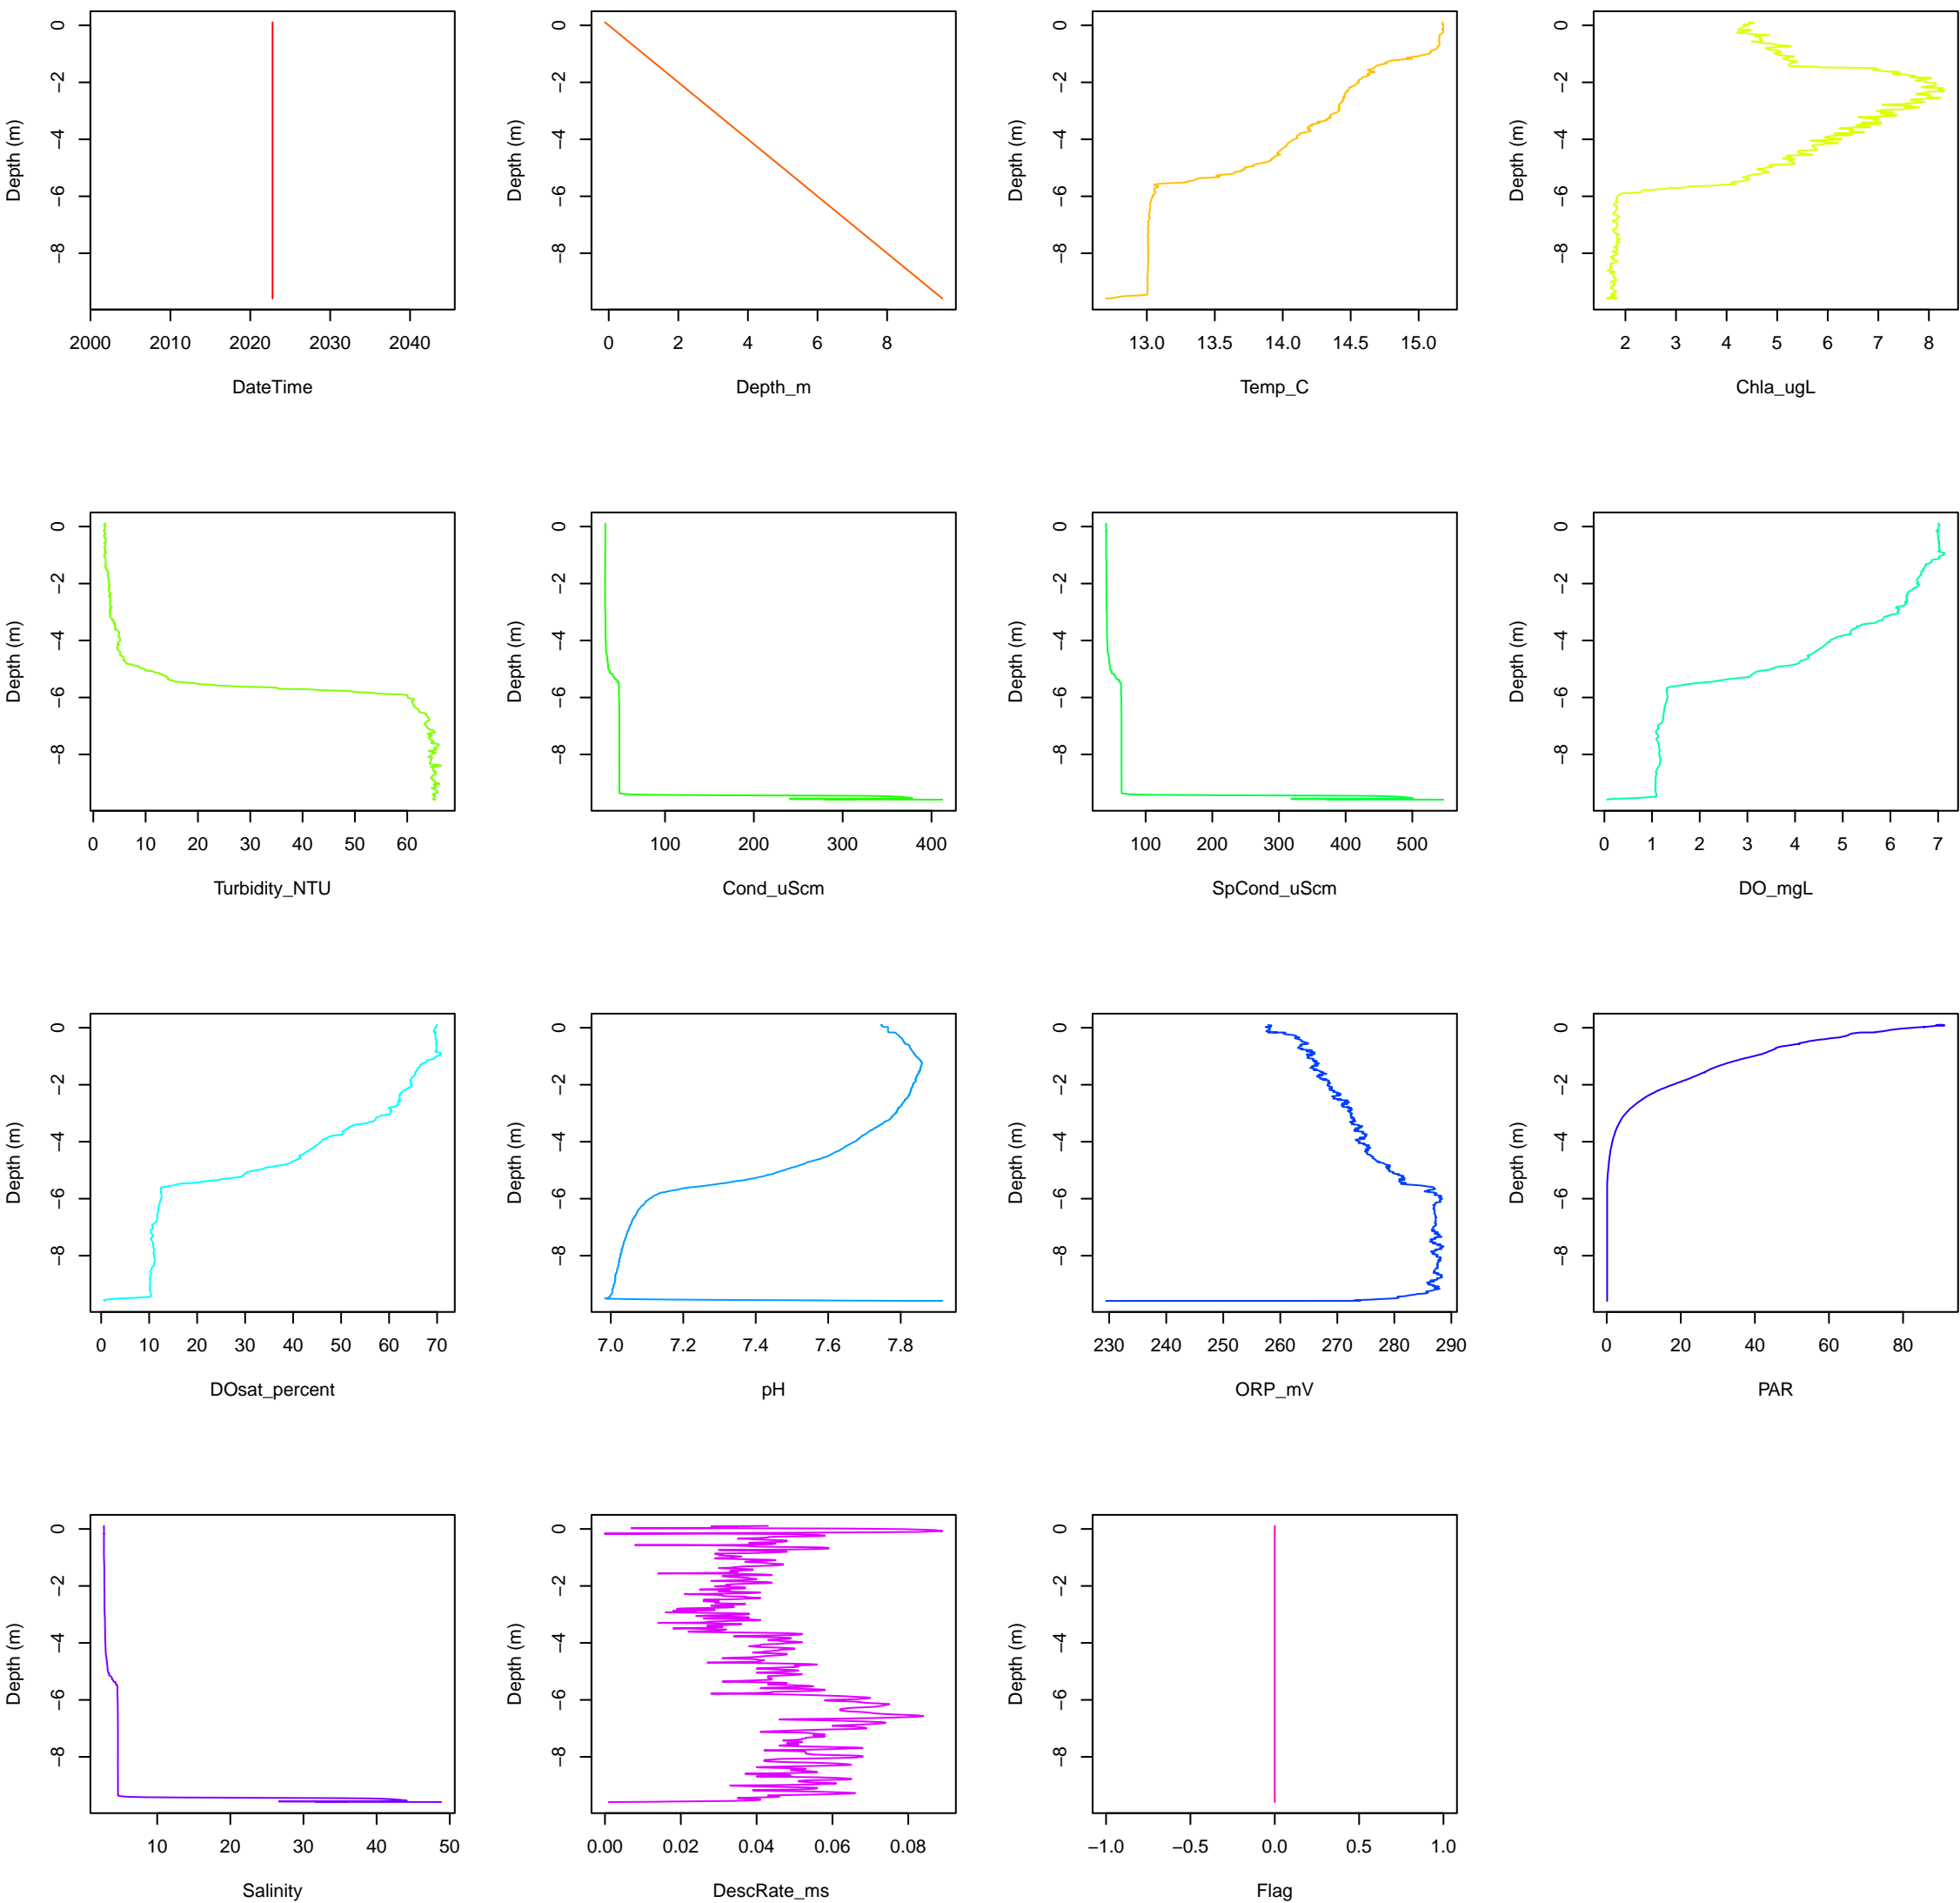 0 0 0 0
−2 −2 −2 −2
Depth (m) Depth (m) Depth (m) Depth (m)
−4 −4 −4 −4
−6 −6 −6 −6
−8 −8 −8 −8
2000 2010 2020 2030 2040 0 2 4 6 8 13.0 13.5 14.0 14.5 15.0 2 3 4 5 6 7 8
DateTime Depth_m Temp_C Chla_ugL
0 0 0 0
−2 −2 −2 −2
Depth (m) Depth (m) Depth (m) Depth (m)
−4 −4 −4 −4
−6 −6 −6 −6
−8 −8 −8 −8
0 10 20 30 40 50 60 100 200 300 400 100 200 300 400 500 0 1 2 3 4 5 6 7
Turbidity_NTU Cond_uScm SpCond_uScm DO_mgL
0 0 0 0
−2 −2 −2 −2
Depth (m) Depth (m) Depth (m) Depth (m)
−4 −4 −4 −4
−6 −6 −6 −6
−8 −8 −8 −8
0 10 20 30 40 50 60 70 7.0 7.2 7.4 7.6 7.8 230 240 250 260 270 280 290 0 20 40 60 80
DOsat_percent pH ORP_mV PAR
0 0 0
−2 −2 −2
Depth (m) Depth (m) Depth (m)
−4 −4 −4
−6 −6 −6
−8 −8 −8
10 20 30 40 50 0.00 0.02 0.04 0.06 0.08 −1.0 −0.5 0.0 0.5 1.0
Salinity DescRate_ms Flag